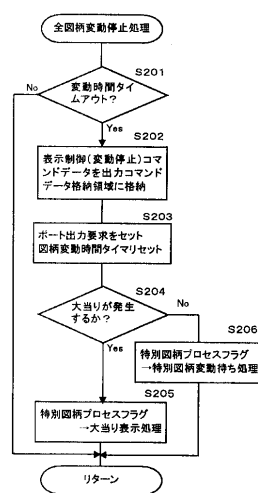 全図柄変動停止処理
S201
変動時間タイ
ムアウト?
No
Yes
S202
表示制御(変動停止)コマ
ンドデータを出力コマンド
データ格納領域に格納
S203
ポート出力要求をセット
図柄変動時間タイマリセット
S204
大当りが発生
するか?
No
Yes
S206
特別図柄プロセスフラグ
→特別図柄変動待ち処理
S205
特別図柄プロセスフラグ
→大当り表示処理
リターン